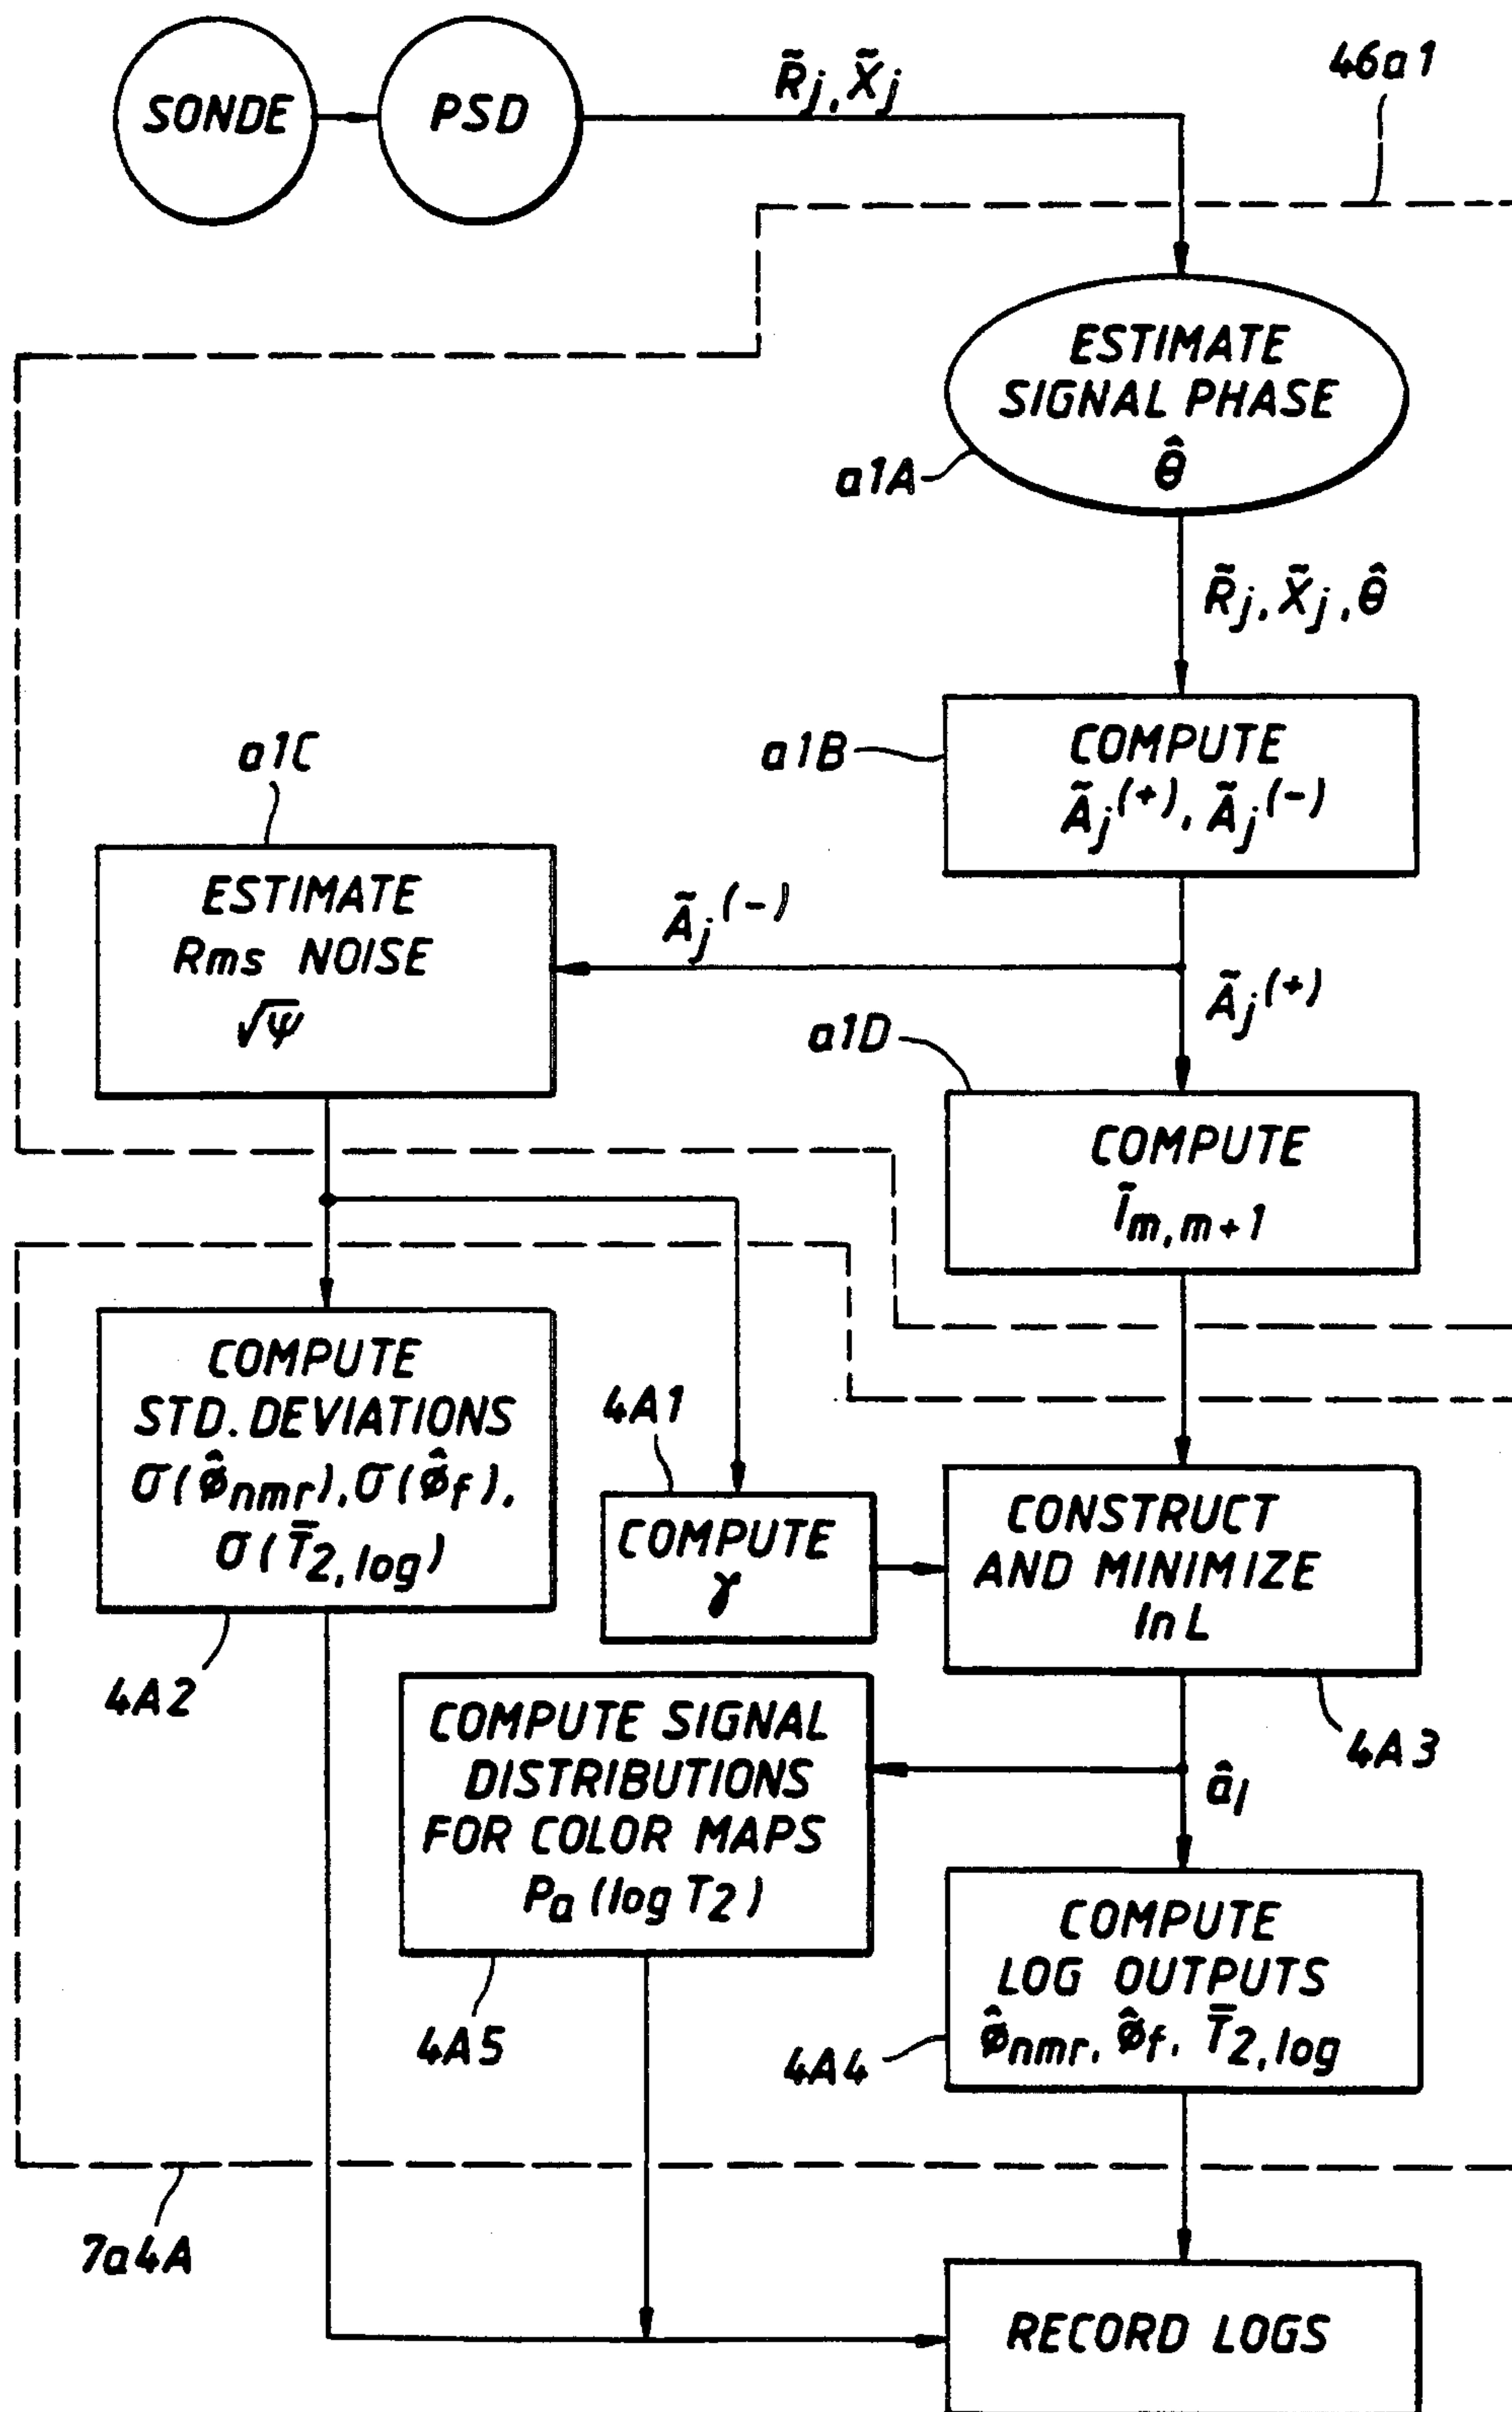 SONDE
PSD
R̃j, X̃j
46a1
ESTIMATE
SIGNAL PHASE
θ̂
a1A
R̃j, X̃j, θ̂
a1B
COMPUTE
Ãj(+), Ãj(-)
a1C
ESTIMATE
Rms NOISE
√ψ
Ãj(-)
Ãj(+)
a1D
COMPUTE
Ĩm,m+1
COMPUTE
STD. DEVIATIONS
σ(φ̂nmr), σ(φ̂f),
σ(T̄2,log)
4A2
4A1
COMPUTE
γ
CONSTRUCT
AND MINIMIZE
ln L
4A3
COMPUTE SIGNAL
DISTRIBUTIONS
FOR COLOR MAPS
Pa (log T2)
4A5
âl
COMPUTE
LOG OUTPUTS
φ̂nmr, φ̂f, T̄2,log
4A4
7a4A
RECORD LOGS